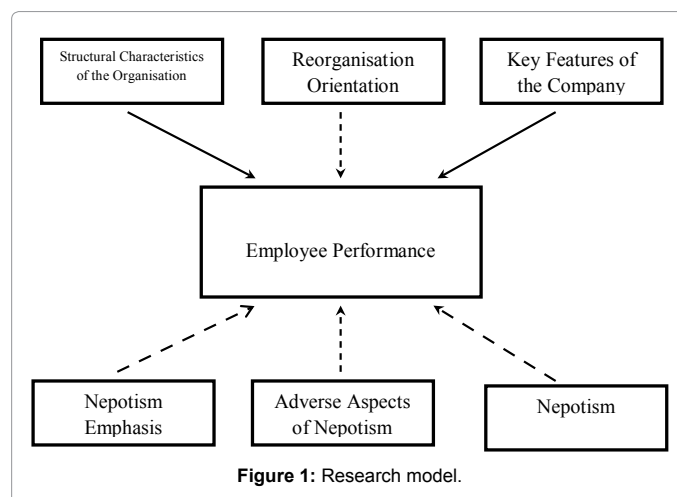 Structural Characteristics
of the Organisation
Reorganisation
Orientation
Key Features of
the Company
Employee Performance
Nepotism
Emphasis
Adverse Aspects
of Nepotism
Nepotism
Figure 1: Research model.